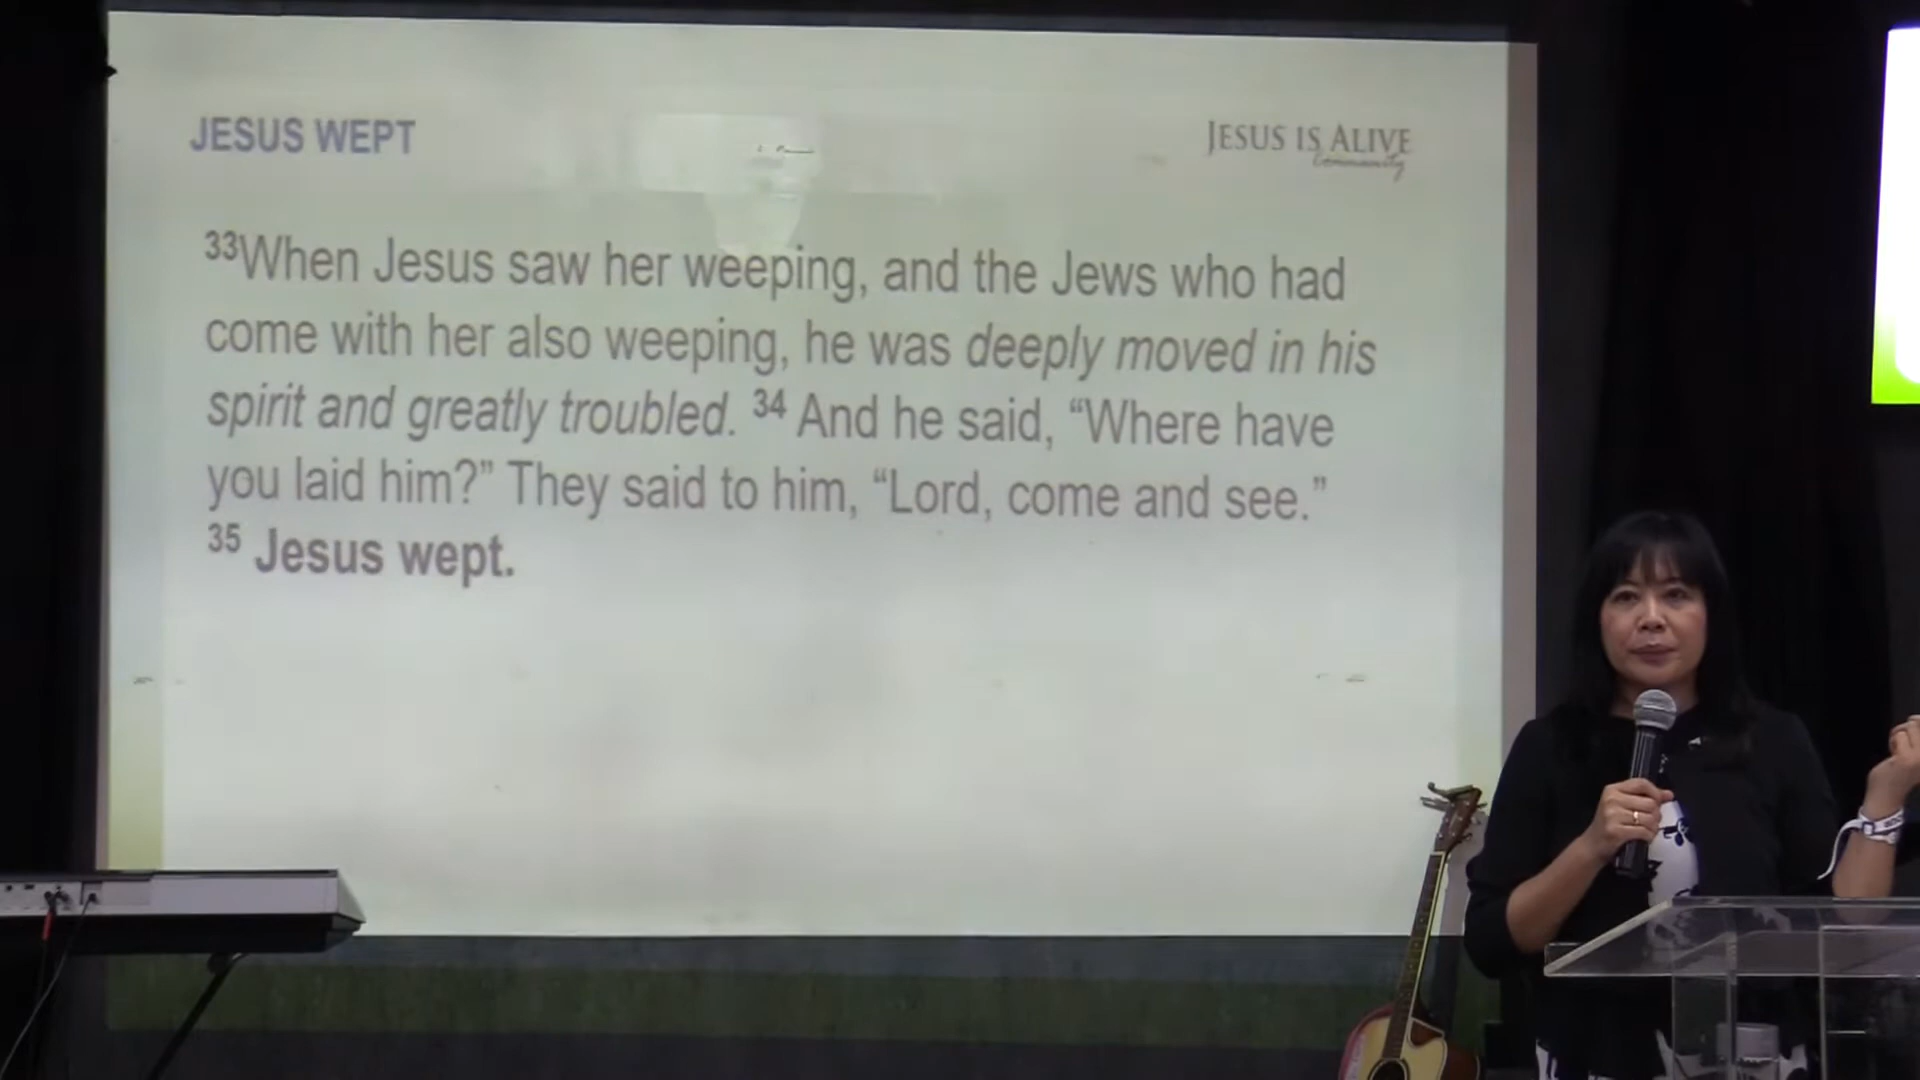 JESUS WEPT
JESUS IS ALIVE
Community
33When Jesus saw her weeping, and the Jews who had
come with her also weeping, he was deeply moved in his
spirit and greatly troubled. 34 And he said, “Where have
you laid him?” They said to him, “Lord, come and see.”
35 Jesus wept.